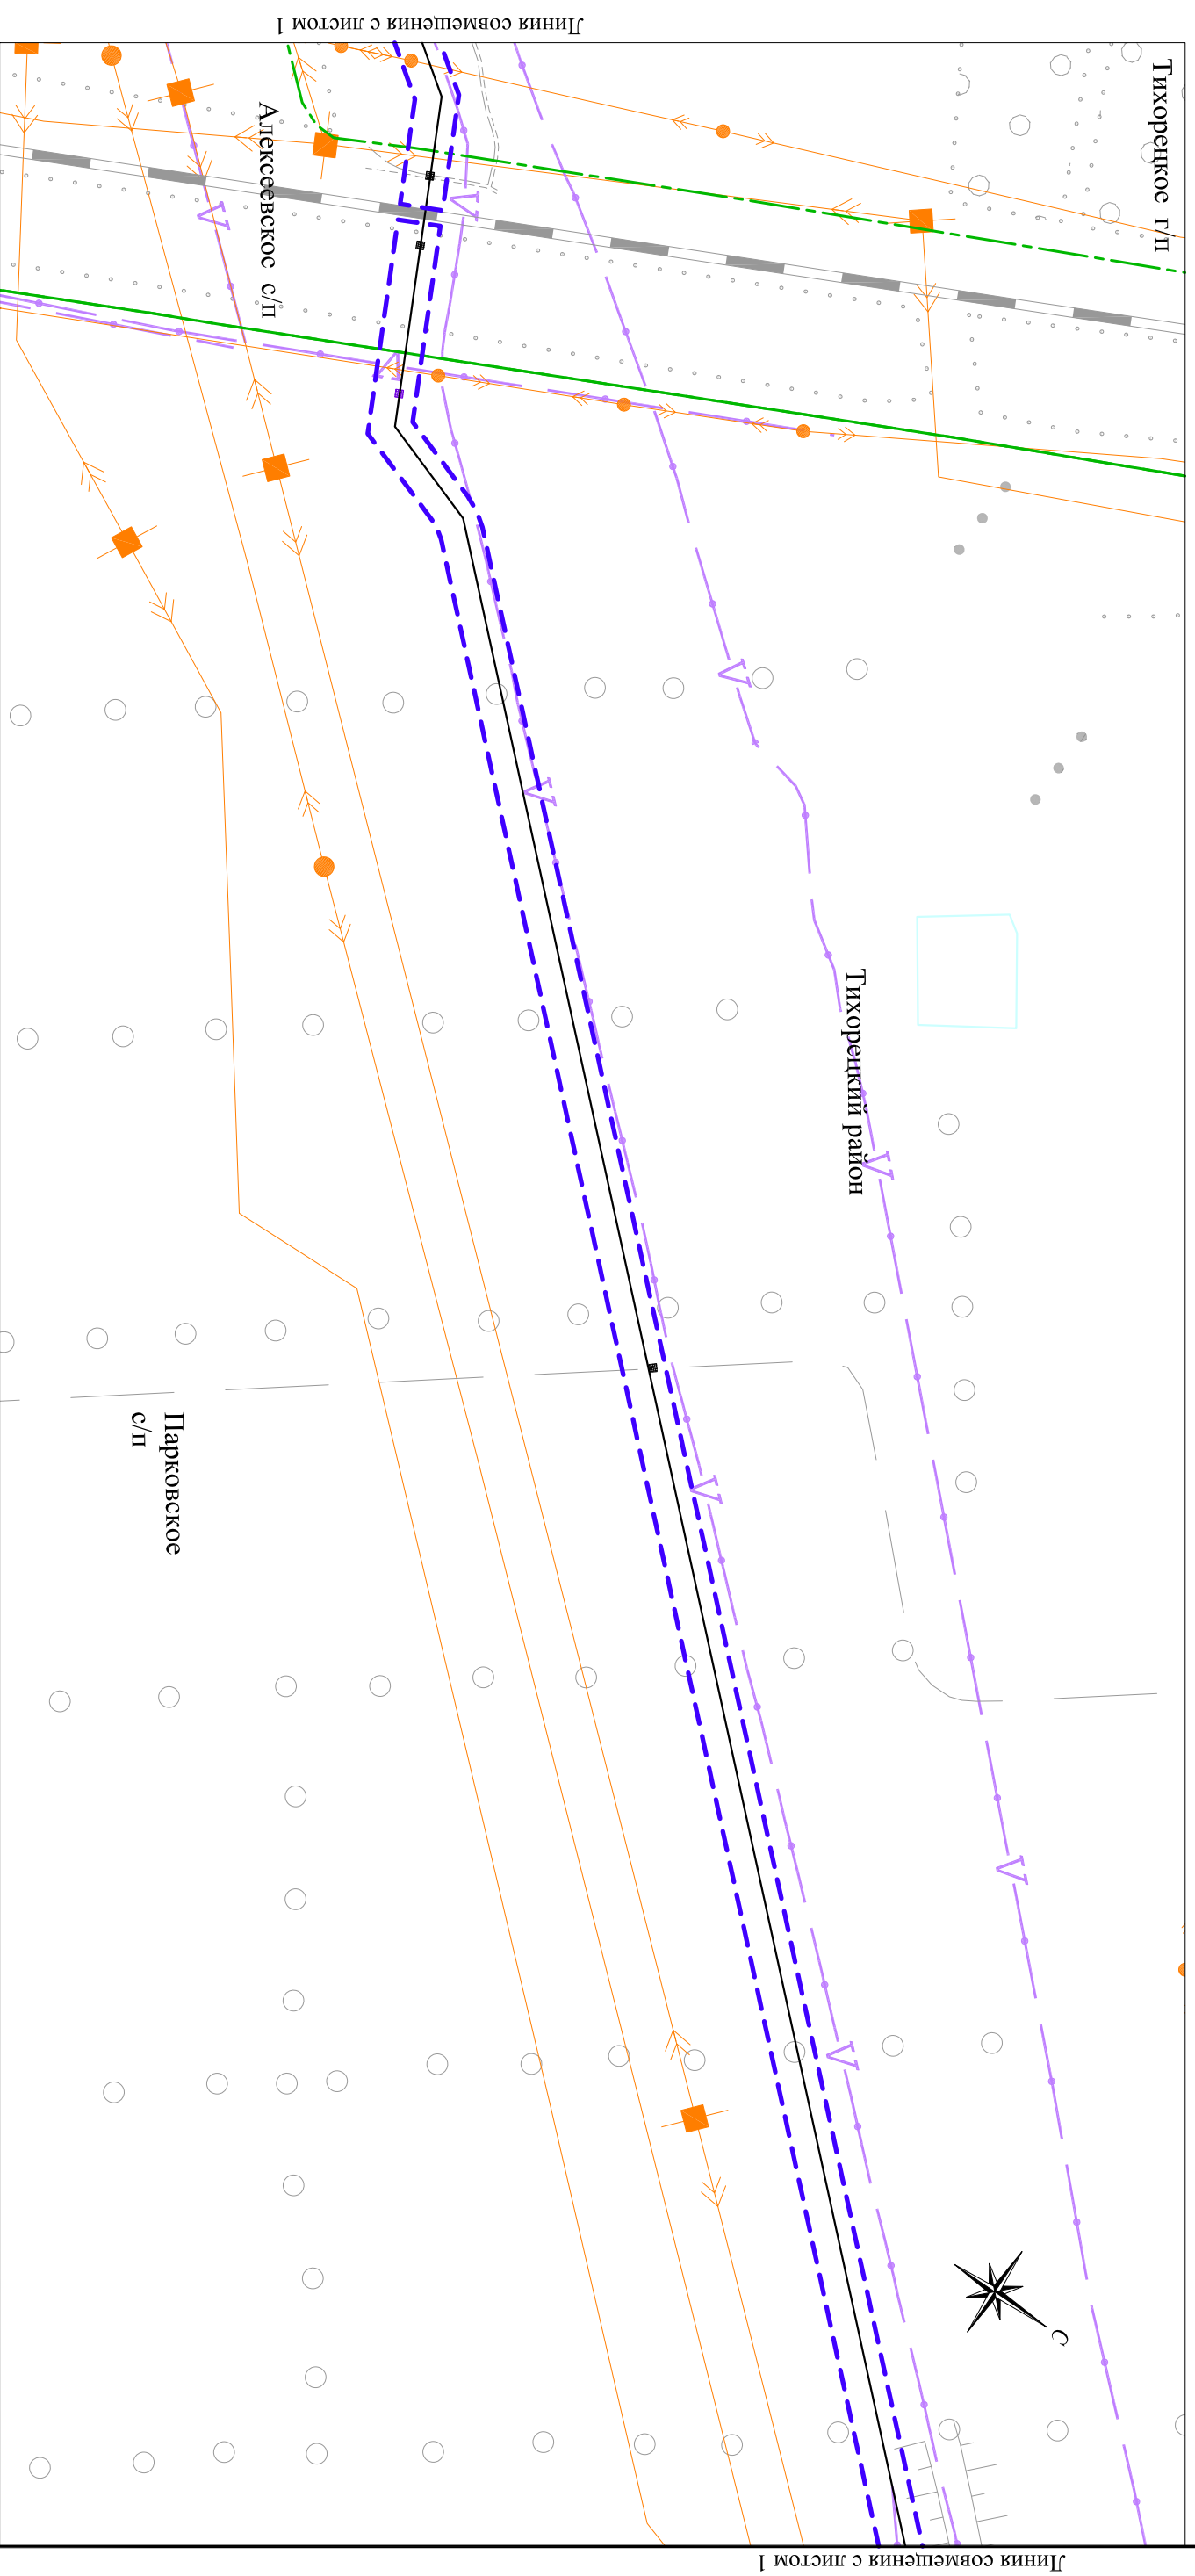 Линия совмещения с листом 1
Тихорецкое г/п
Алексеевское с/п
Тихорецкий район
Парковское
с/п
V
V
V
V
V
V
V
V
V
С
Линия совмещения с листом 1